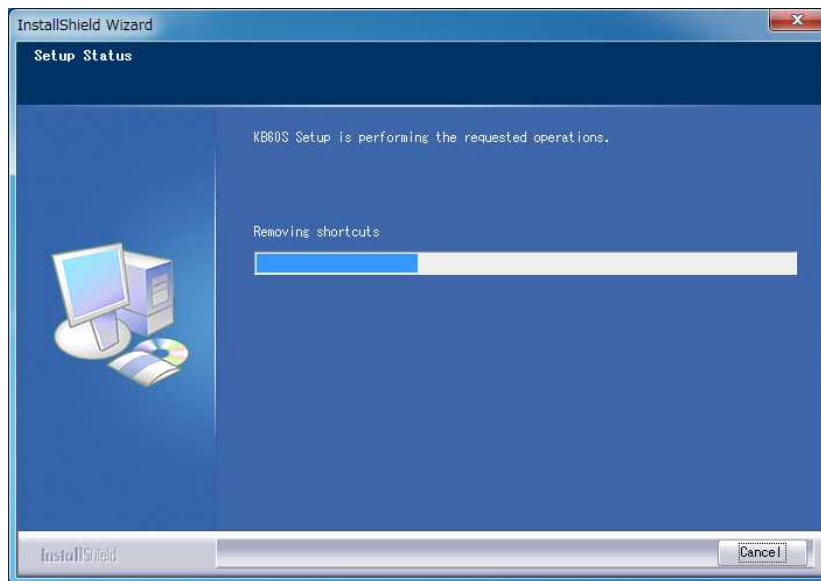 InstallShield Wizard
Setup Status
KB60S Setup is performing the requested operations.
Removing shortcuts
InstallShield
Cancel